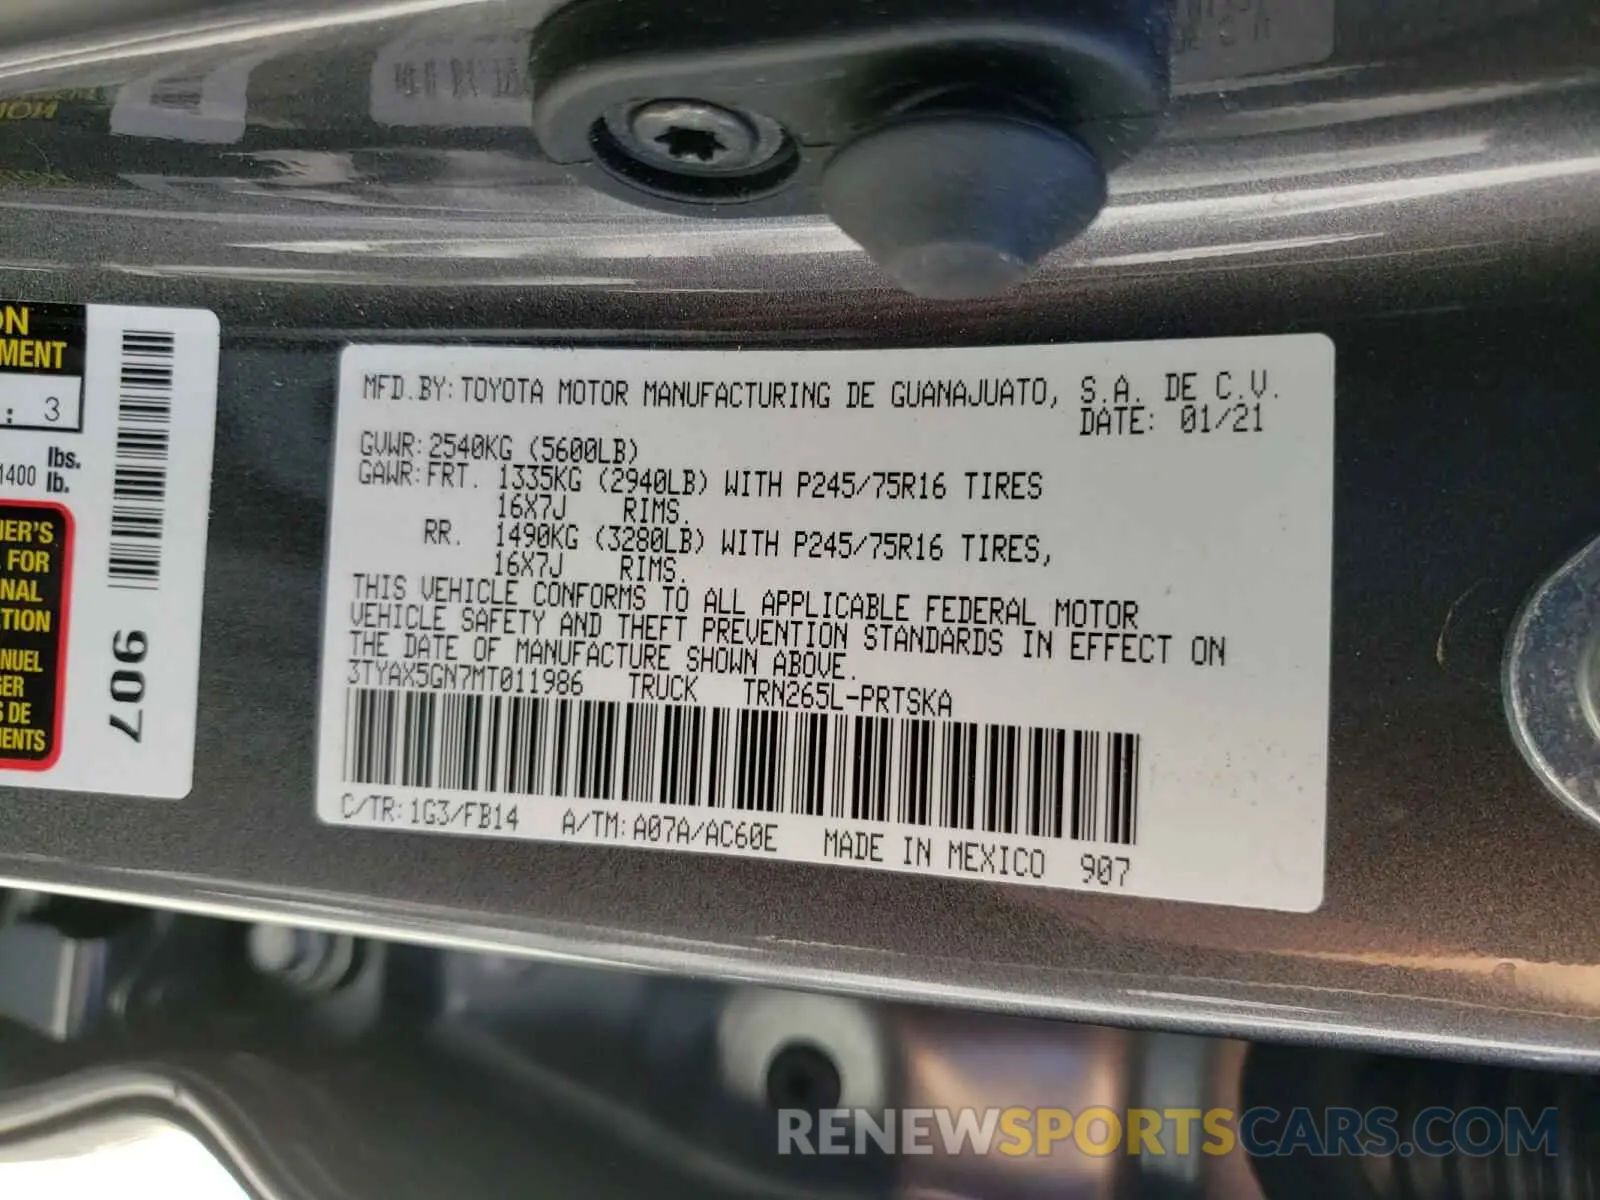 ON
MENT
: 3
1400 lbs.
lb.
NER'S
L FOR
NAL
TION
NUEL
GER
S DE
MENTS
907
MFD.BY:TOYOTA MOTOR MANUFACTURING DE GUANAJUATO, S.A. DE C.V.
DATE: 01/21
GVWR:2540KG (5600LB)
GAWR:FRT. 1335KG (2940LB) WITH P245/75R16 TIRES
16X7J RIMS.
RR. 1490KG (3280LB) WITH P245/75R16 TIRES,
16X7J RIMS.
THIS VEHICLE CONFORMS TO ALL APPLICABLE FEDERAL MOTOR
VEHICLE SAFETY AND THEFT PREVENTION STANDARDS IN EFFECT ON
THE DATE OF MANUFACTURE SHOWN ABOVE.
3TYAX5GN7MT011986 TRUCK TRN265L-PRTSKA
C/TR:1G3/FB14 A/TM:A07A/AC60E MADE IN MEXICO 907
RENEWSPORTSCARS.COM